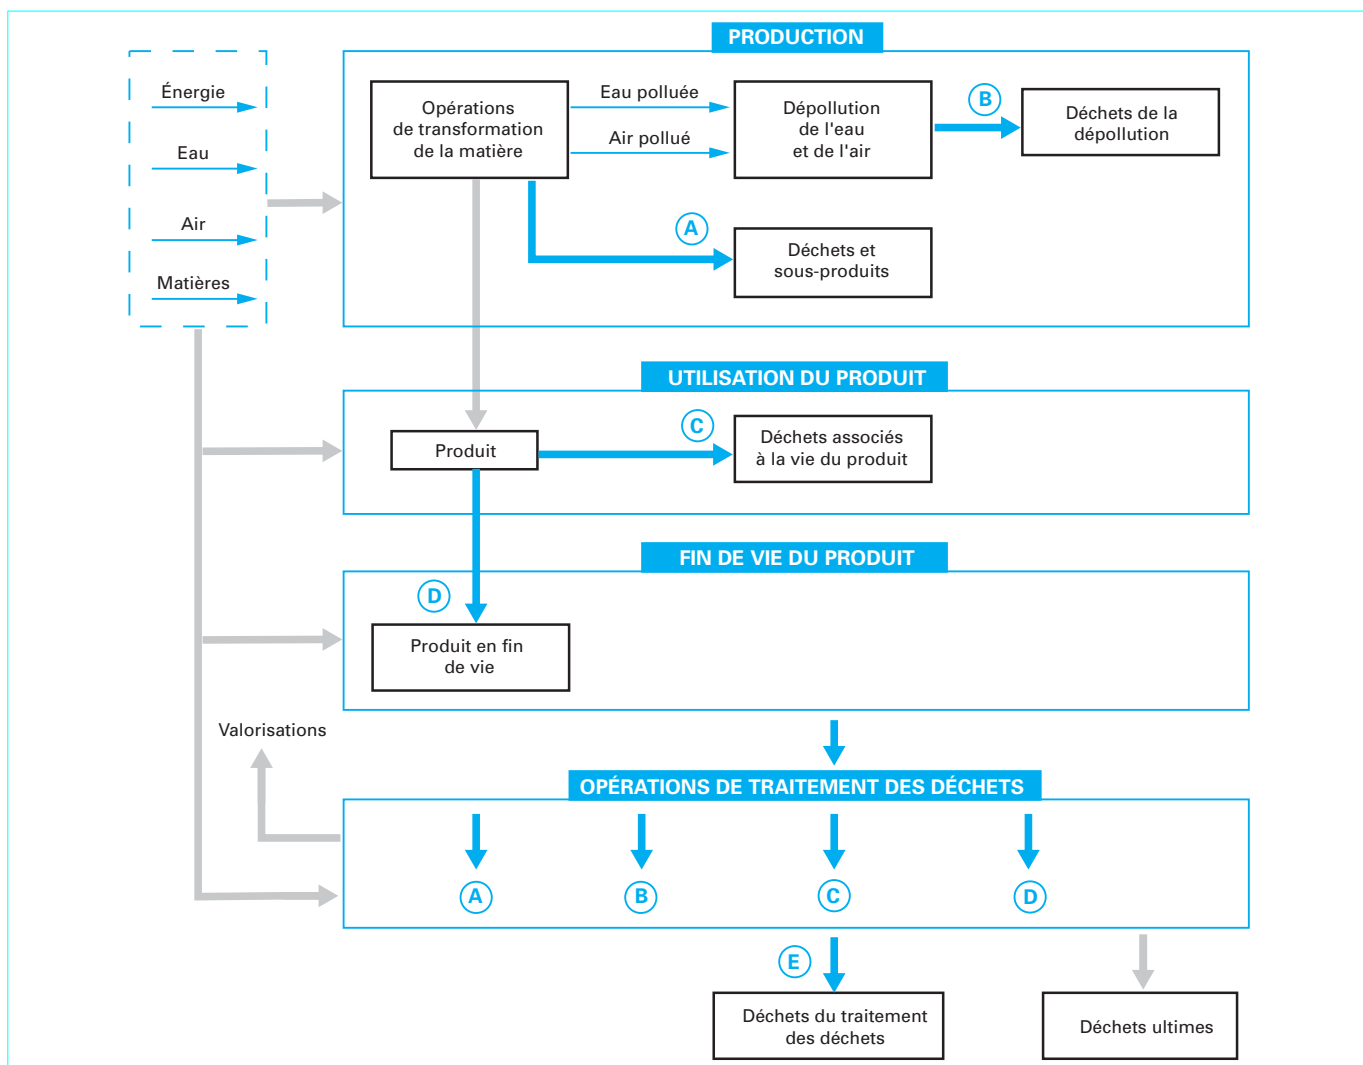 PRODUCTION
Énergie
Eau
Air
Matières
Opérations
de transformation
de la matière
Eau polluée
Air pollué
Dépollution
de l'eau
et de l'air
B
Déchets de la
dépollution
A
Déchets et
sous-produits
UTILISATION DU PRODUIT
Produit
C
Déchets associés
à la vie du produit
FIN DE VIE DU PRODUIT
D
Produit en fin
de vie
Valorisations
OPÉRATIONS DE TRAITEMENT DES DÉCHETS
A
B
C
D
E
Déchets du traitement
des déchets
Déchets ultimes